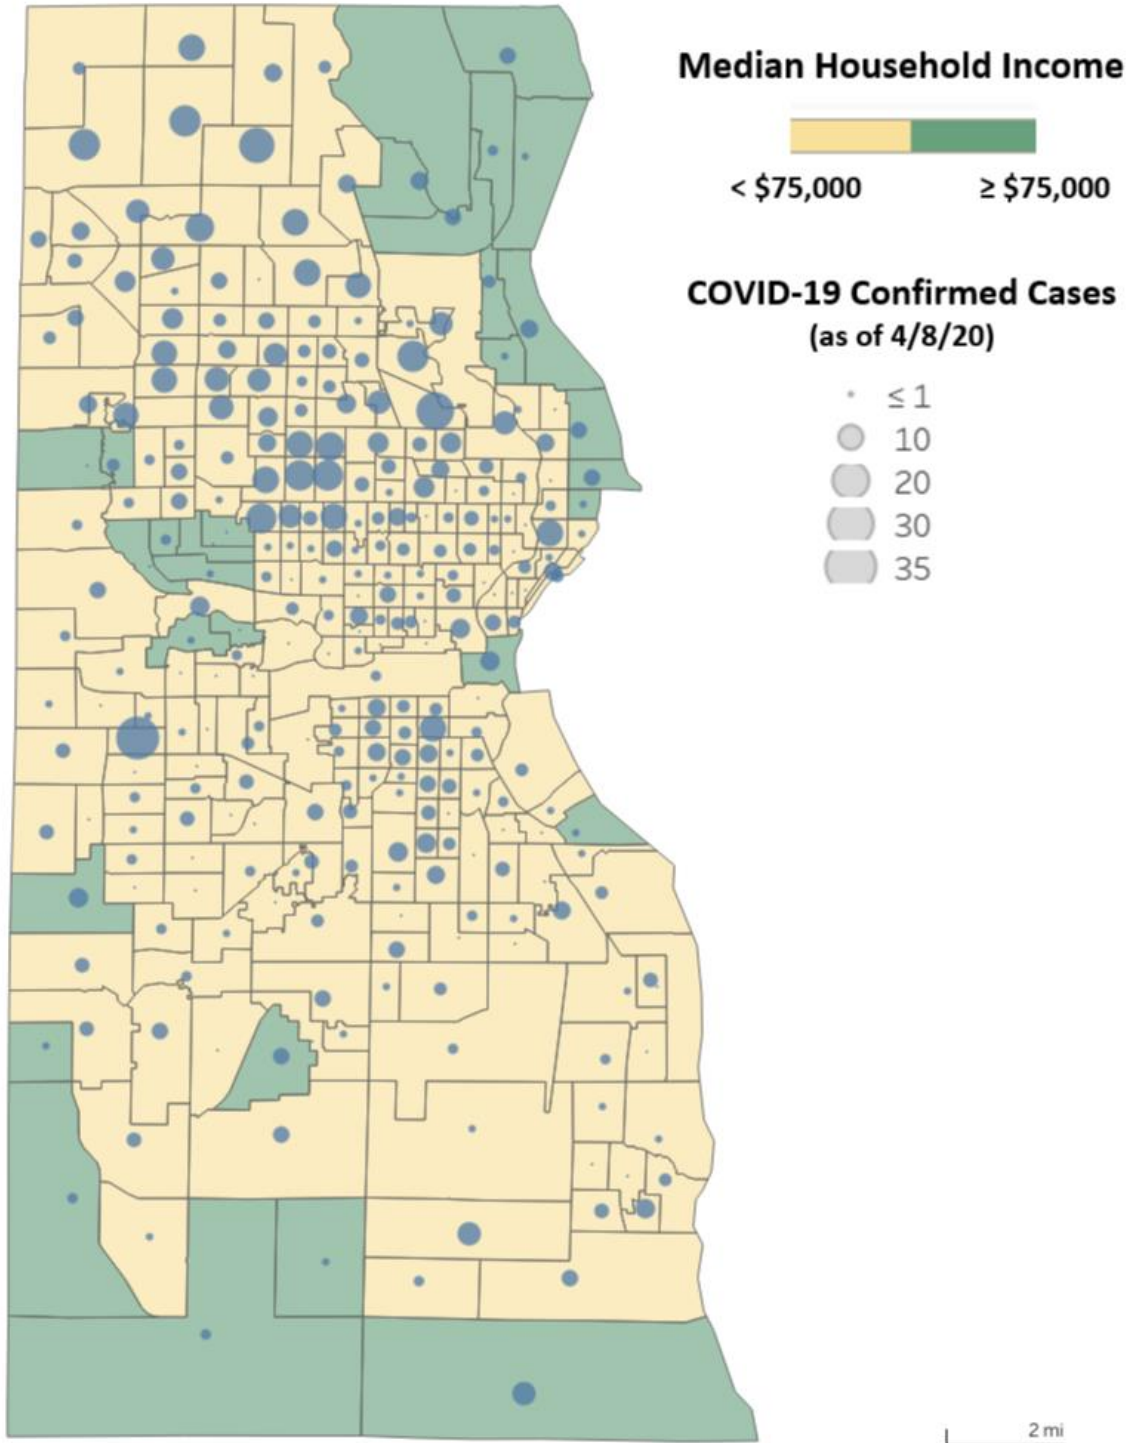 Median Household Income
< $75,000 ≥ $75,000
COVID-19 Confirmed Cases
(as of 4/8/20)
≤ 1
10
20
30
35
2 mi